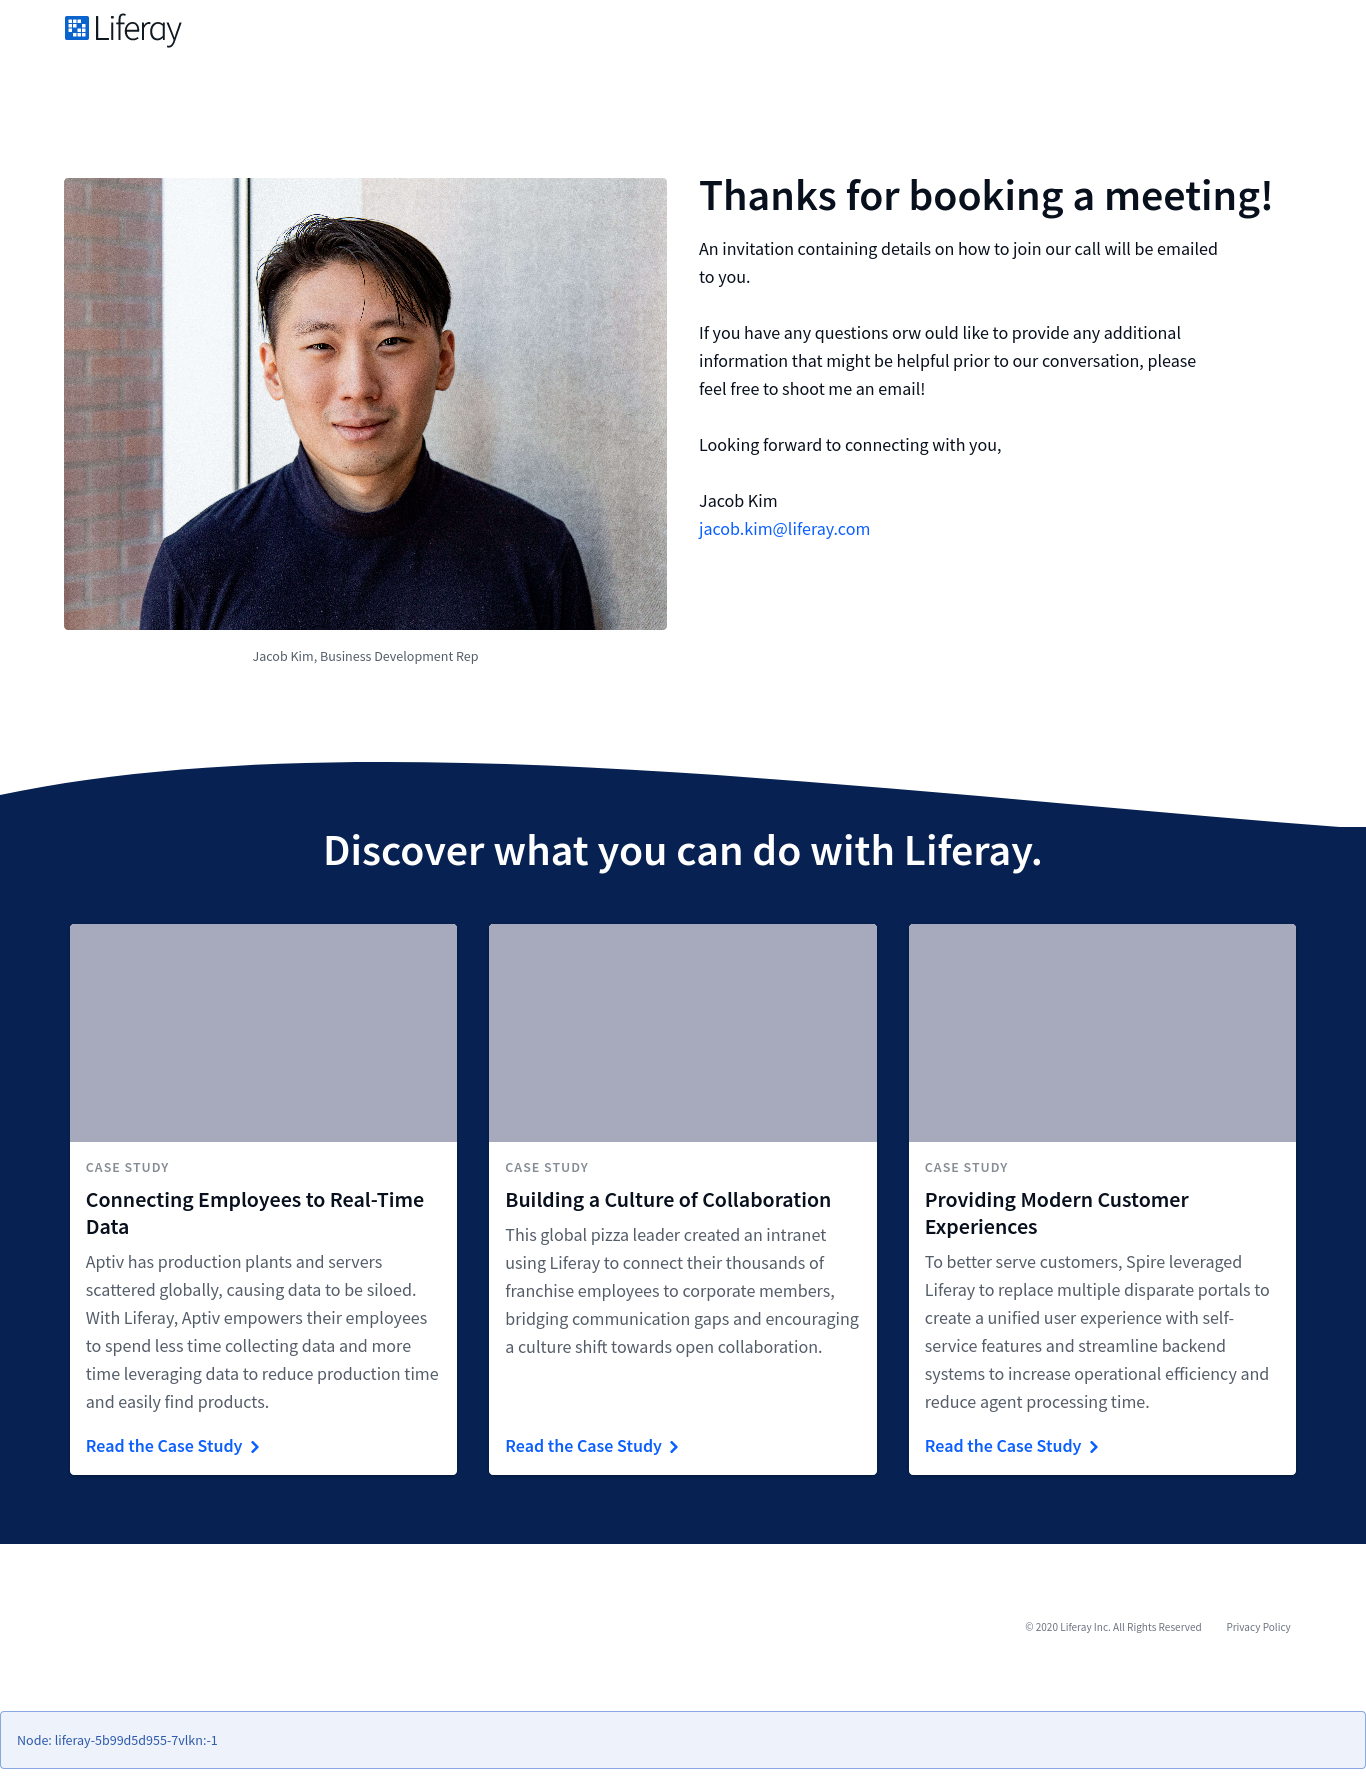 Liferay
Thanks for booking a meeting!
An invitation containing details on how to join our call will be emailed
to you.
If you have any questions orw ould like to provide any additional
information that might be helpful prior to our conversation, please
feel free to shoot me an email!
Looking forward to connecting with you,
Jacob Kim
jacob.kim@liferay.com
Jacob Kim, Business Development Rep
Discover what you can do with Liferay.
CASE STUDY
Connecting Employees to Real-Time
Data
Aptiv has production plants and servers
scattered globally, causing data to be siloed.
With Liferay, Aptiv empowers their employees
to spend less time collecting data and more
time leveraging data to reduce production time
and easily find products.
Read the Case Study
CASE STUDY
Building a Culture of Collaboration
This global pizza leader created an intranet
using Liferay to connect their thousands of
franchise employees to corporate members,
bridging communication gaps and encouraging
a culture shift towards open collaboration.
Read the Case Study
CASE STUDY
Providing Modern Customer
Experiences
To better serve customers, Spire leveraged
Liferay to replace multiple disparate portals to
create a unified user experience with self-
service features and streamline backend
systems to increase operational efficiency and
reduce agent processing time.
Read the Case Study
© 2020 Liferay Inc. All Rights Reserved
Privacy Policy
Node: liferay-5b99d5d955-7vlkn:-1